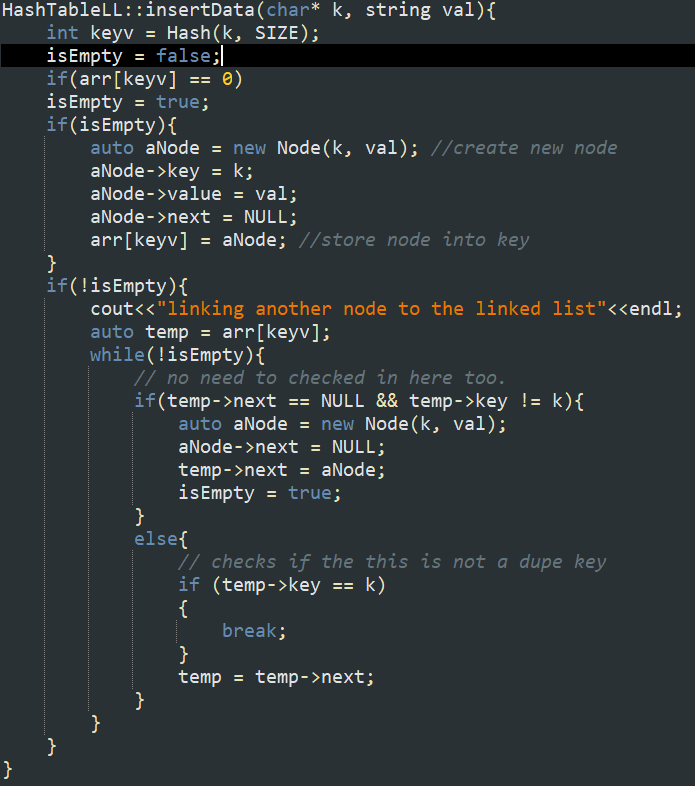 HashTableLL::insertData(char* k, string val){
    int keyv = Hash(k, SIZE);
    isEmpty = false;
    if(arr[keyv] == 0)
    isEmpty = true;
    if(isEmpty){
        auto aNode = new Node(k, val); //create new node
        aNode->key = k;
        aNode->value = val;
        aNode->next = NULL;
        arr[keyv] = aNode; //store node into key
    }
    if(!isEmpty){
        cout<<"linking another node to the linked list"<<endl;
        auto temp = arr[keyv];
        while(!isEmpty){
            // no need to checked in here too.
            if(temp->next == NULL && temp->key != k){
                auto aNode = new Node(k, val);
                aNode->next = NULL;
                temp->next = aNode;
                isEmpty = true;
            }
            else{
                // checks if the this is not a dupe key
                if (temp->key == k)
                {
                    break;
                }
                temp = temp->next;
            }
        }
    }
}